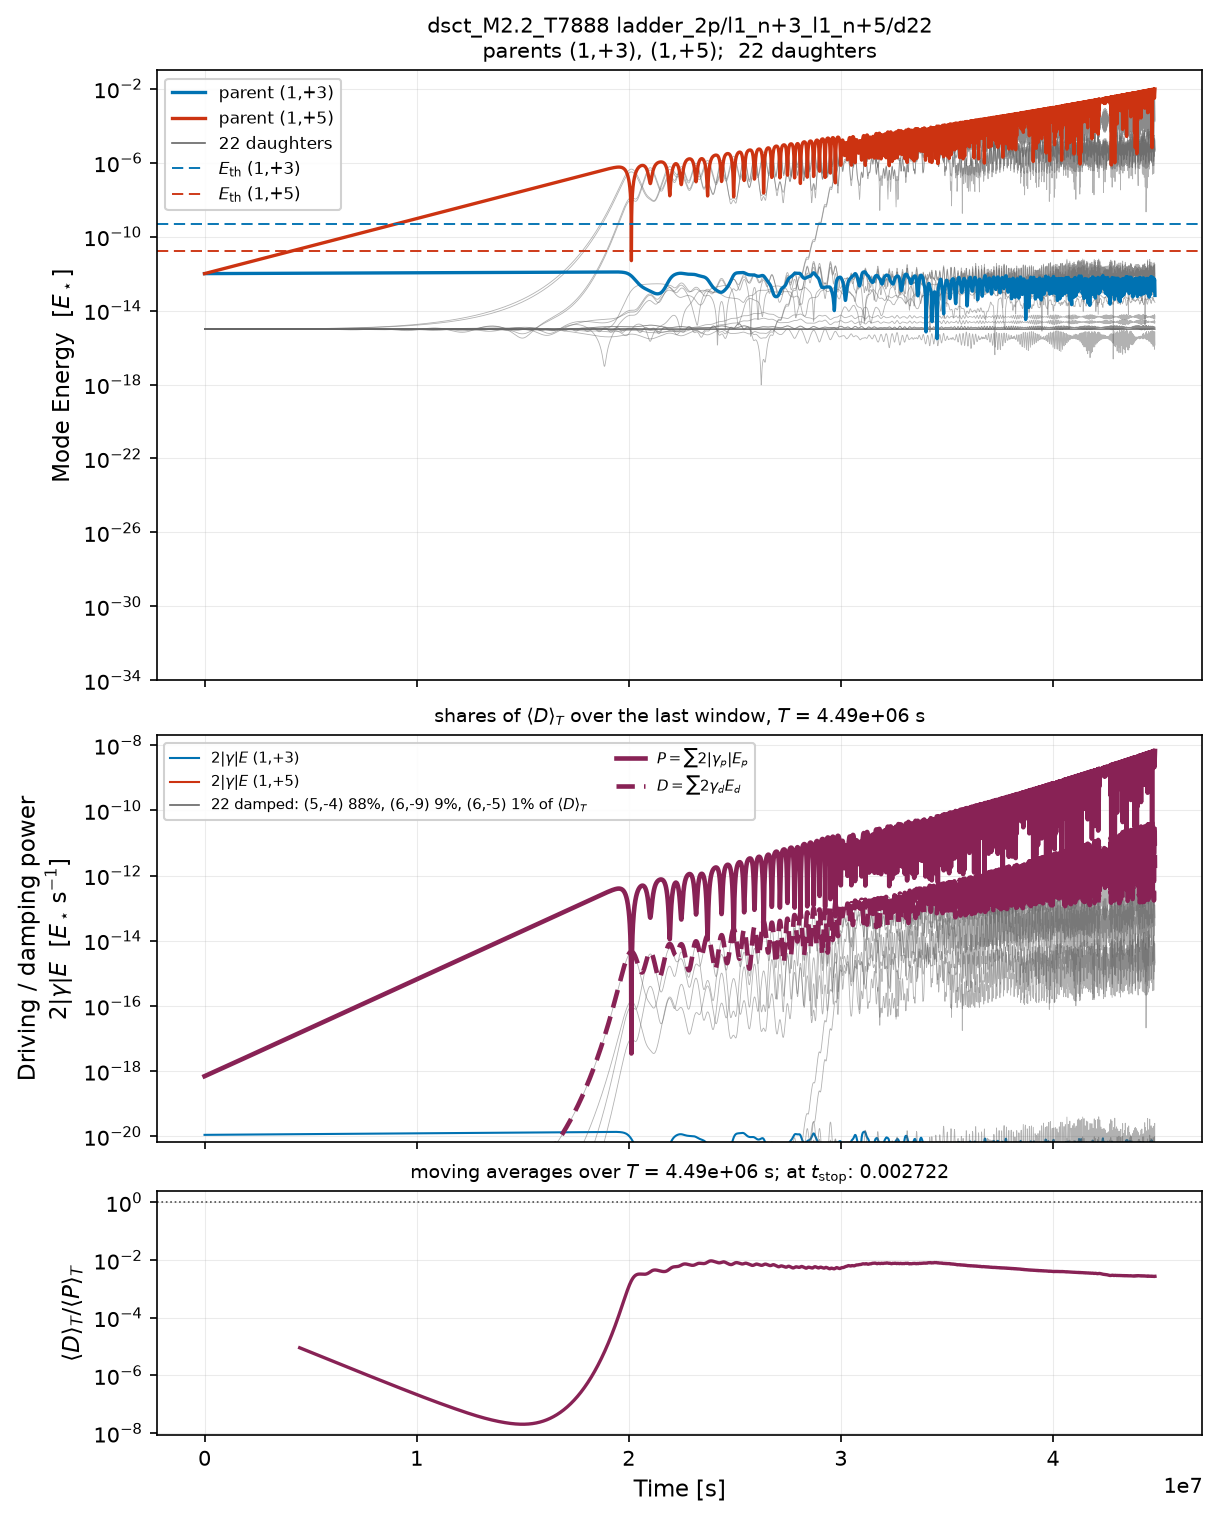 dsct_M2.2_T7888 ladder_2p/l1_n+3_l1_n+5/d22
parents (1,+3), (1,+5);  22 daughters
parent (1,+3)
parent (1,+5)
22 daughters
E_th (1,+3)
E_th (1,+5)
Mode Energy [E⋆]
10⁻²
10⁻⁶
10⁻¹⁰
10⁻¹⁴
10⁻¹⁸
10⁻²²
10⁻²⁶
10⁻³⁰
10⁻³⁴
shares of ⟨D⟩_T over the last window, T = 4.49e+06 s
2|γ|E (1,+3)
2|γ|E (1,+5)
22 damped: (5,-4) 88%, (6,-9) 9%, (6,-5) 1% of ⟨D⟩_T
P = ∑2|γ_p|E_p
D = ∑2γ_dE_d
Driving / damping power
2|γ|E [E⋆ s⁻¹]
10⁻⁸
10⁻¹⁰
10⁻¹²
10⁻¹⁴
10⁻¹⁶
10⁻¹⁸
10⁻²⁰
moving averages over T = 4.49e+06 s; at t_stop: 0.002722
⟨D⟩_T/⟨P⟩_T
10⁰
10⁻²
10⁻⁴
10⁻⁶
10⁻⁸
0 1 2 3 4
1e7
Time [s]